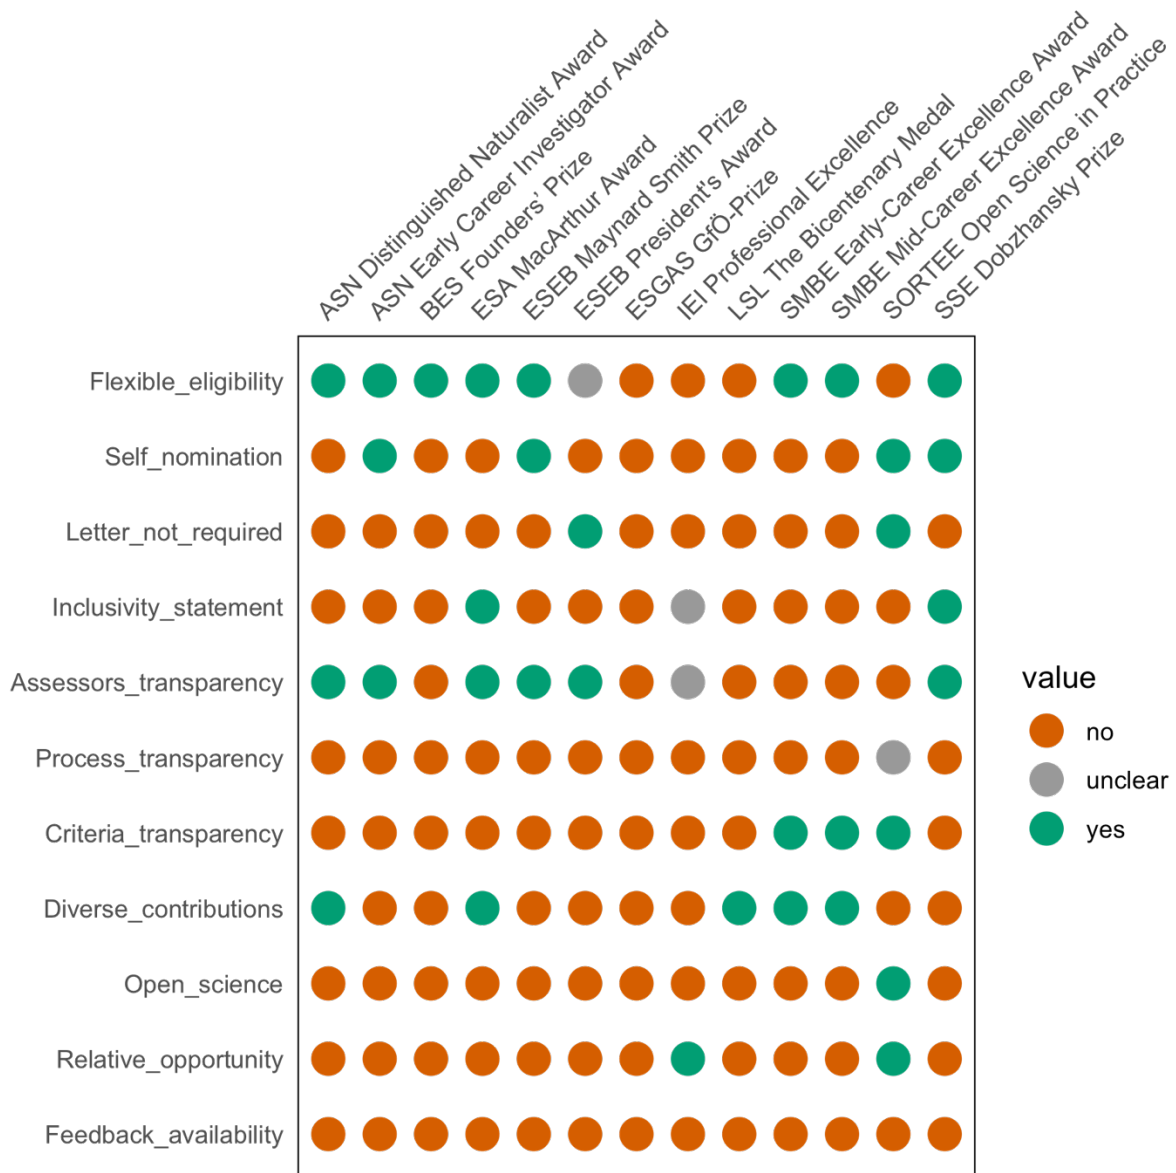 ASN Distinguished Naturalist Award
ASN Early Career Investigator Award
BES Founders' Prize
ESA MacArthur Award
ESEB Maynard Smith Prize
ESEB President's Award
ESGAS GfÖ-Prize
IEI Professional Excellence
LSL The Bicentenary Medal
SMBE Early-Career Excellence Award
SMBE Mid-Career Excellence Award
SORTEE Open Science in Practice
SSE Dobzhansky Prize
Flexible_eligibility
Self_nomination
Letter_not_required
Inclusivity_statement
Assessors_transparency
Process_transparency
Criteria_transparency
Diverse_contributions
Open_science
Relative_opportunity
Feedback_availability
value
no
unclear
yes